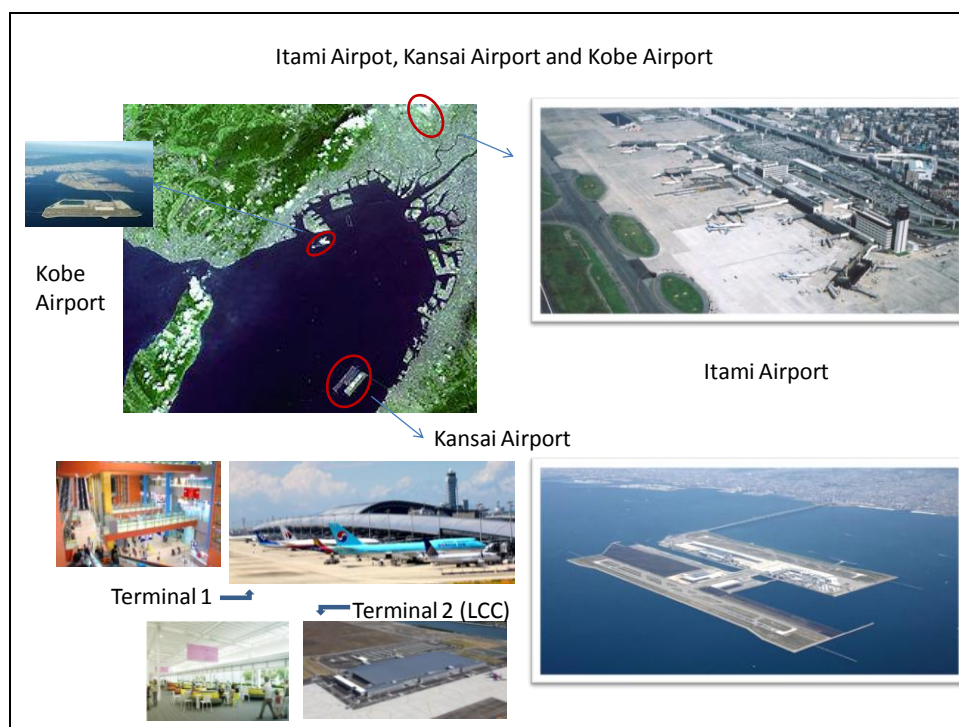 Itami Airpot, Kansai Airport and Kobe Airport
Kobe
Airport
Itami Airport
Kansai Airport
Terminal 1
Terminal 2 (LCC)